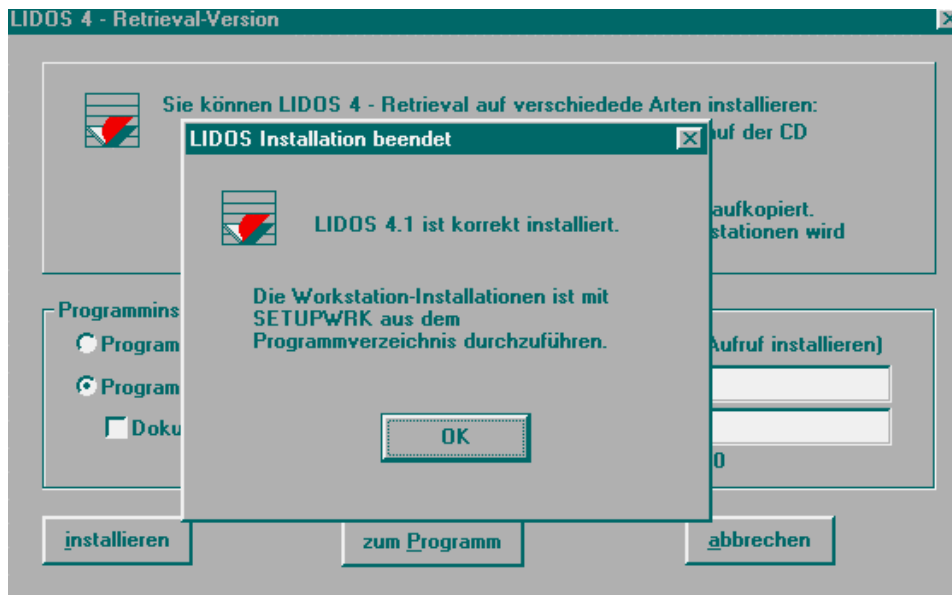 LIDOS 4 - Retrieval-Version
Sie können LIDOS 4 - Retrieval auf verschiedede Arten installieren:
auf der CD
aufkopiert.
stationen wird
LIDOS Installation beendet
LIDOS 4.1 ist korrekt installiert.
Die Workstation-Installationen ist mit
SETUPWRK aus dem
Programmverzeichnis durchzuführen.
OK
Programmins
Program
Aufruf installieren)
Program
Doku
0
installieren
zum Programm
abbrechen